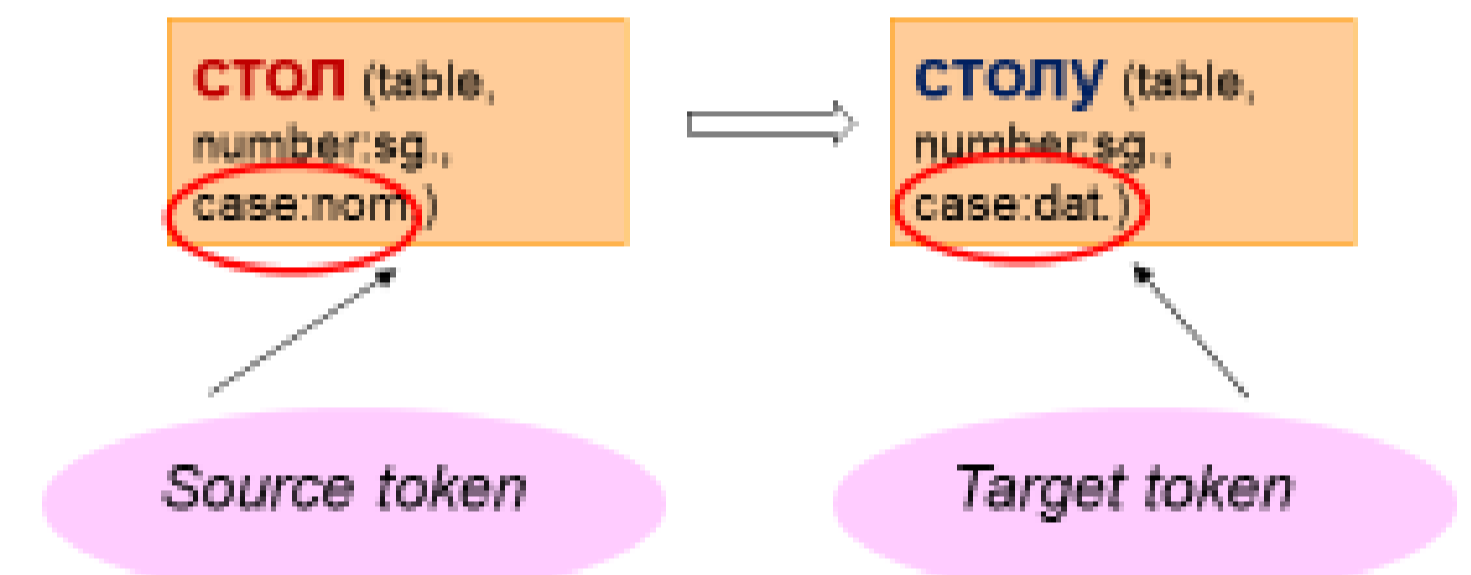 стол (table,
number:sg.,
case:nom.)
столу (table,
number:sg.,
case:dat.)
Source token
Target token